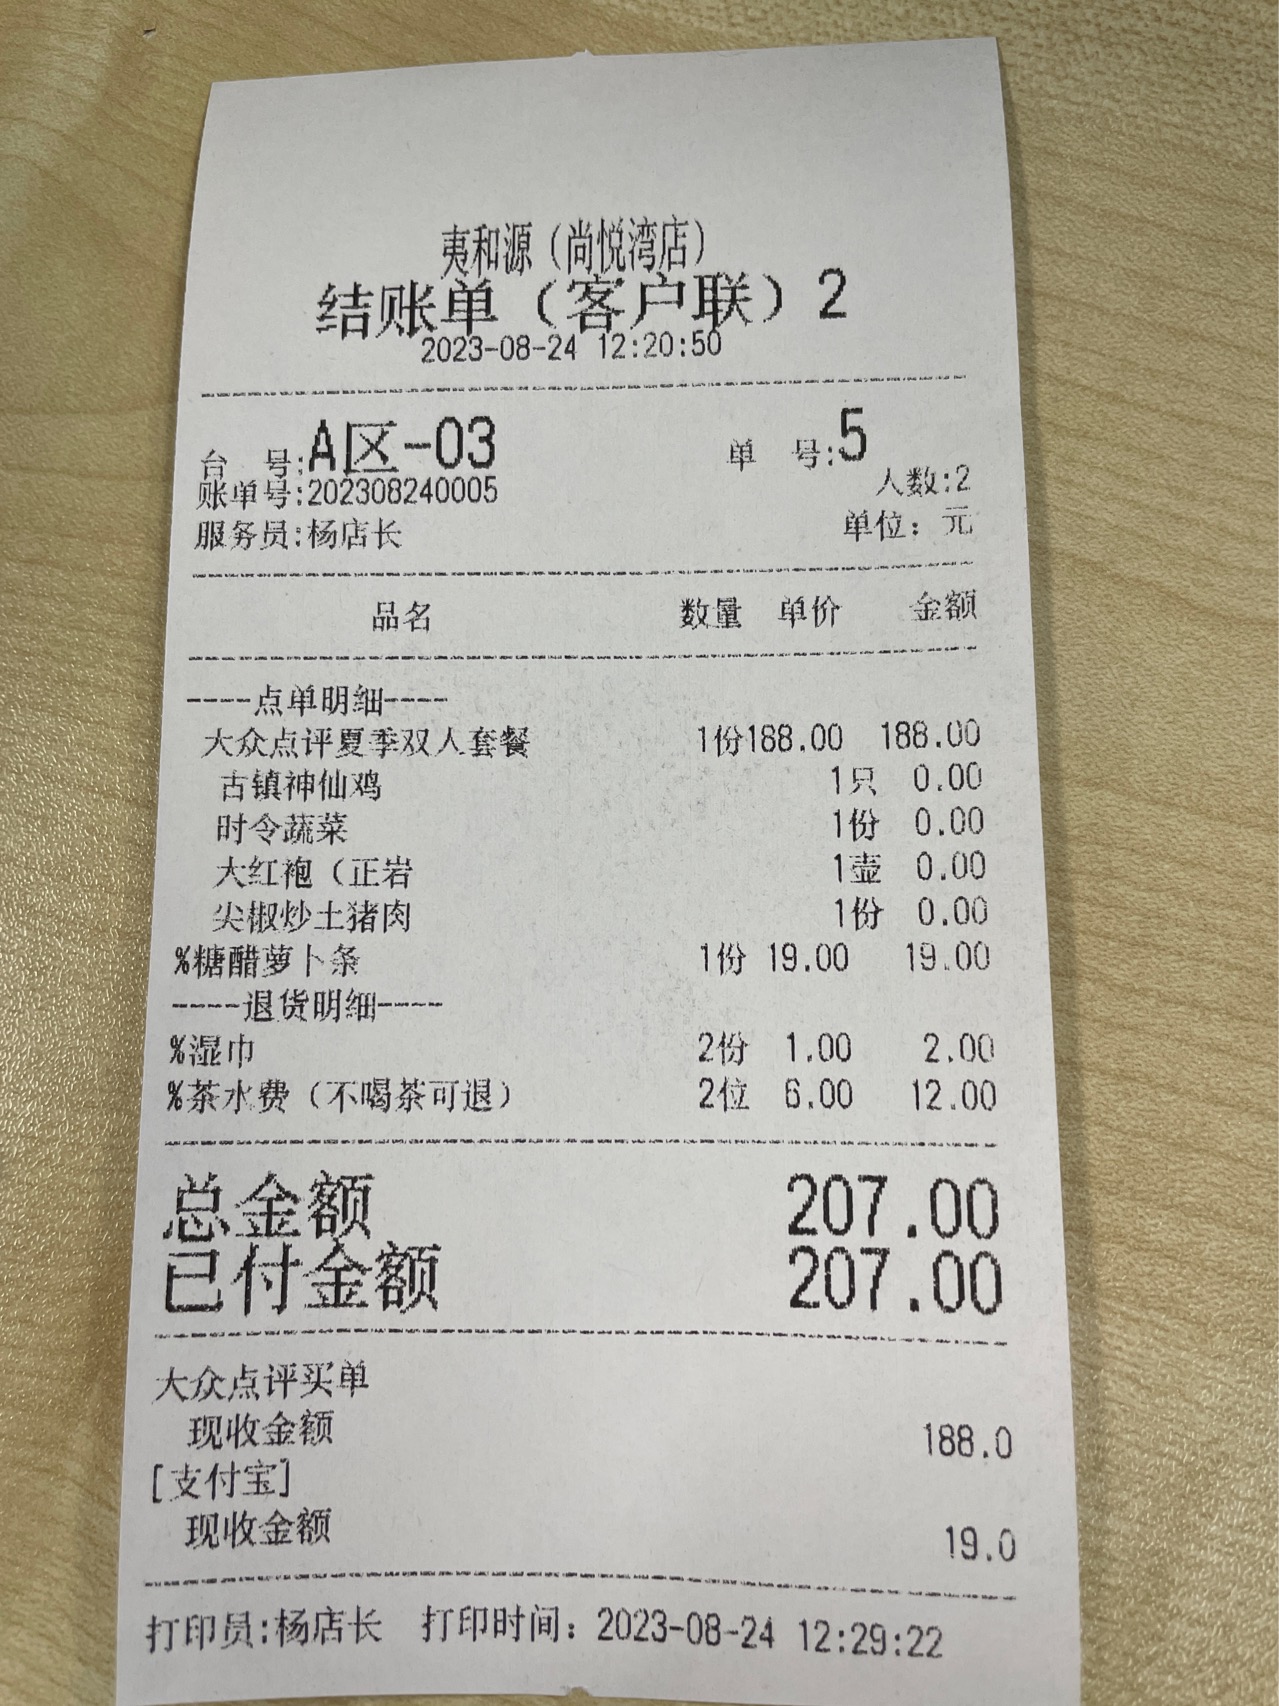 夷和源（尚悦湾店）
结账单（客户联）2
2023-08-24 12:20:50
台 号:A区-03 单 号:5
账单号:202308240005 人数:2
服务员:杨店长 单位：元
品名 数量 单价 金额
----点单明细----
大众点评夏季双人套餐 1份188.00 188.00
古镇神仙鸡 1只 0.00
时令蔬菜 1份 0.00
大红袍（正岩 1壶 0.00
尖椒炒土猪肉 1份 0.00
%糖醋萝卜条 1份 19.00 19.00
----退货明细----
%湿巾 2份 1.00 2.00
%茶水费（不喝茶可退） 2位 6.00 12.00
总金额 207.00
已付金额 207.00
大众点评买单
现收金额 188.0
[支付宝]
现收金额 19.0
打印员:杨店长 打印时间：2023-08-24 12:29:22